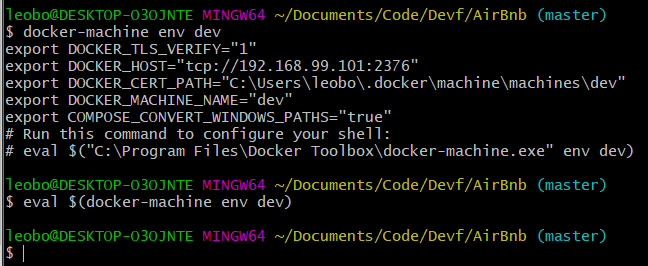 leobo@DESKTOP-O3OJNTE MINGW64 ~/Documents/Code/Devf/AirBnb (master)
$ docker-machine env dev
export DOCKER_TLS_VERIFY="1"
export DOCKER_HOST="tcp://192.168.99.101:2376"
export DOCKER_CERT_PATH="C:\Users\leobo\.docker\machine\machines\dev"
export DOCKER_MACHINE_NAME="dev"
export COMPOSE_CONVERT_WINDOWS_PATHS="true"
# Run this command to configure your shell:
# eval $("C:\Program Files\Docker Toolbox\docker-machine.exe" env dev)
leobo@DESKTOP-O3OJNTE MINGW64 ~/Documents/Code/Devf/AirBnb (master)
$ eval $(docker-machine env dev)
leobo@DESKTOP-O3OJNTE MINGW64 ~/Documents/Code/Devf/AirBnb (master)
$